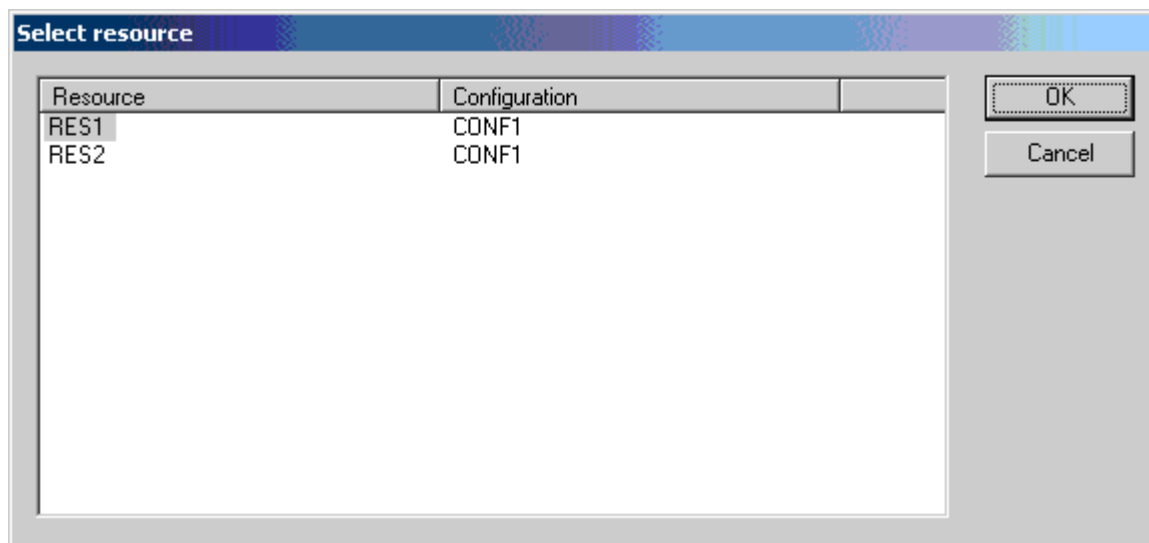 Select resource
Resource Configuration
RES1 CONF1
RES2 CONF1
OK
Cancel